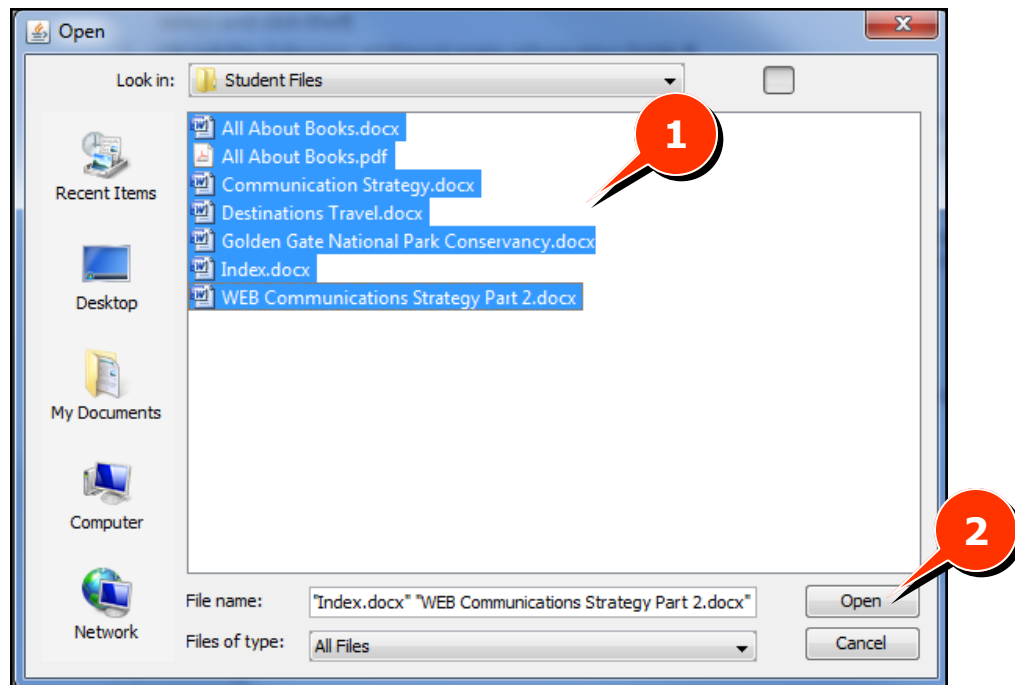 Open
Look in: Student Files
All About Books.docx
All About Books.pdf
Communication Strategy.docx
Destinations Travel.docx
Golden Gate National Park Conservancy.docx
Index.docx
WEB Communications Strategy Part 2.docx
1
Recent Items
Desktop
My Documents
Computer
Network
2
File name: "Index.docx" "WEB Communications Strategy Part 2.docx" Open
Files of type: All Files Cancel